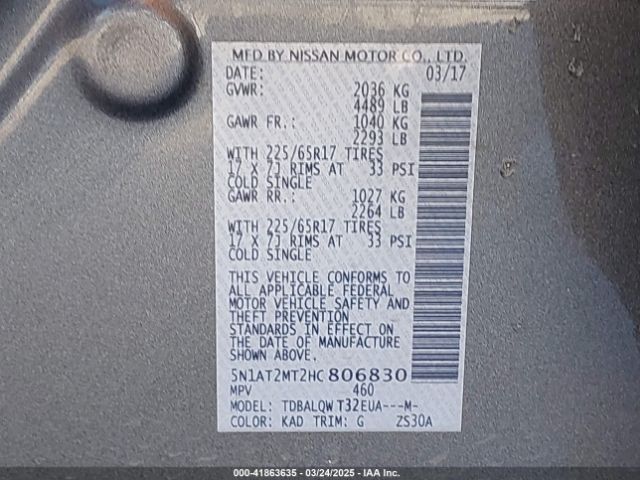 MFD BY NISSAN MOTOR CO., LTD.
DATE: 03/17
GVWR: 2036 KG
4489 LB
GAWR FR.: 1040 KG
2293 LB
WITH 225/65R17 TIRES
17 X 7J RIMS AT 33 PSI
COLD SINGLE
GAWR RR.: 1027 KG
2264 LB
WITH 225/65R17 TIRES
17 X 7J RIMS AT 33 PSI
COLD SINGLE
THIS VEHICLE CONFORMS TO
ALL APPLICABLE FEDERAL
MOTOR VEHICLE SAFETY AND
THEFT PREVENTION
STANDARDS IN EFFECT ON
THE DATE OF MANUFACTURE
SHOWN ABOVE.
5N1AT2MT2HC806830
MPV 460
MODEL: TDBALQW T32EUA---M-
COLOR: KAD TRIM: G ZS30A
000-41863635 - 03/24/2025 - IAA Inc.